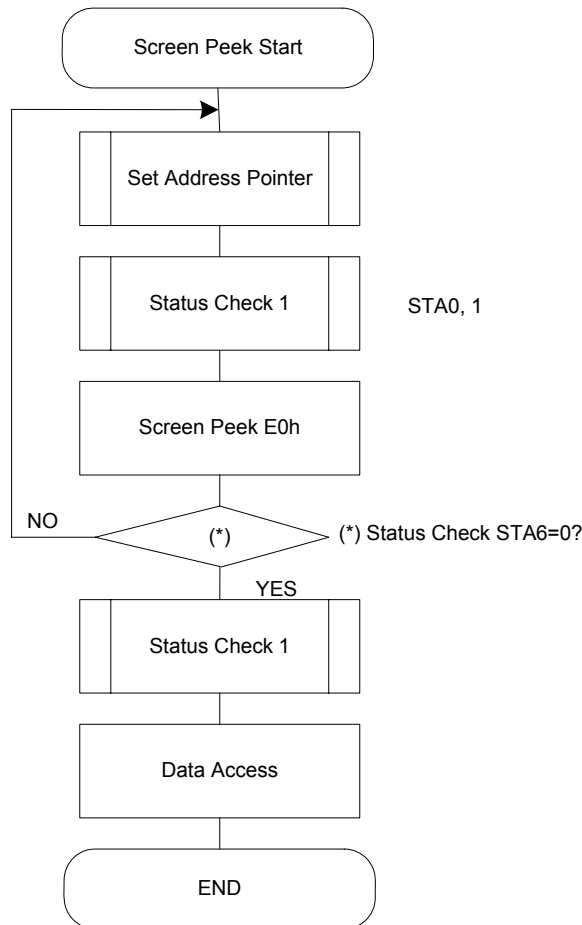 Screen Peek Start
Set Address Pointer
Status Check 1
STA0, 1
Screen Peek E0h
NO
(*)
(*) Status Check STA6=0?
YES
Status Check 1
Data Access
END